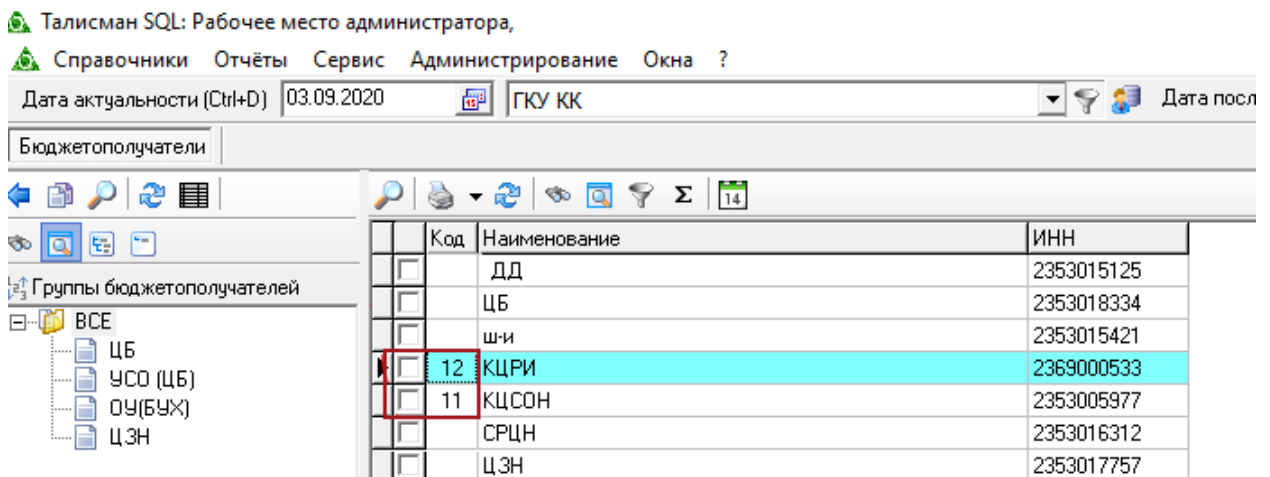 Талисман SQL: Рабочее место администратора,
Справочники Отчёты Сервис Администрирование Окна ?
Дата актуальности (Ctrl+D) 03.09.2020 15 ГКУ КК Дата посл
Бюджетополучатели
Σ 14
Код Наименование ИНН
Группы бюджетополучателей
ВСЕ
ЦБ
УСО (ЦБ)
ОУ(БУХ)
ЦЗН
ДД 2353015125
ЦБ 2353018334
ш-и 2353015421
12 КЦРИ 2369000533
11 КЦСОН 2353005977
СРЦН 2353016312
ЦЗН 2353017757